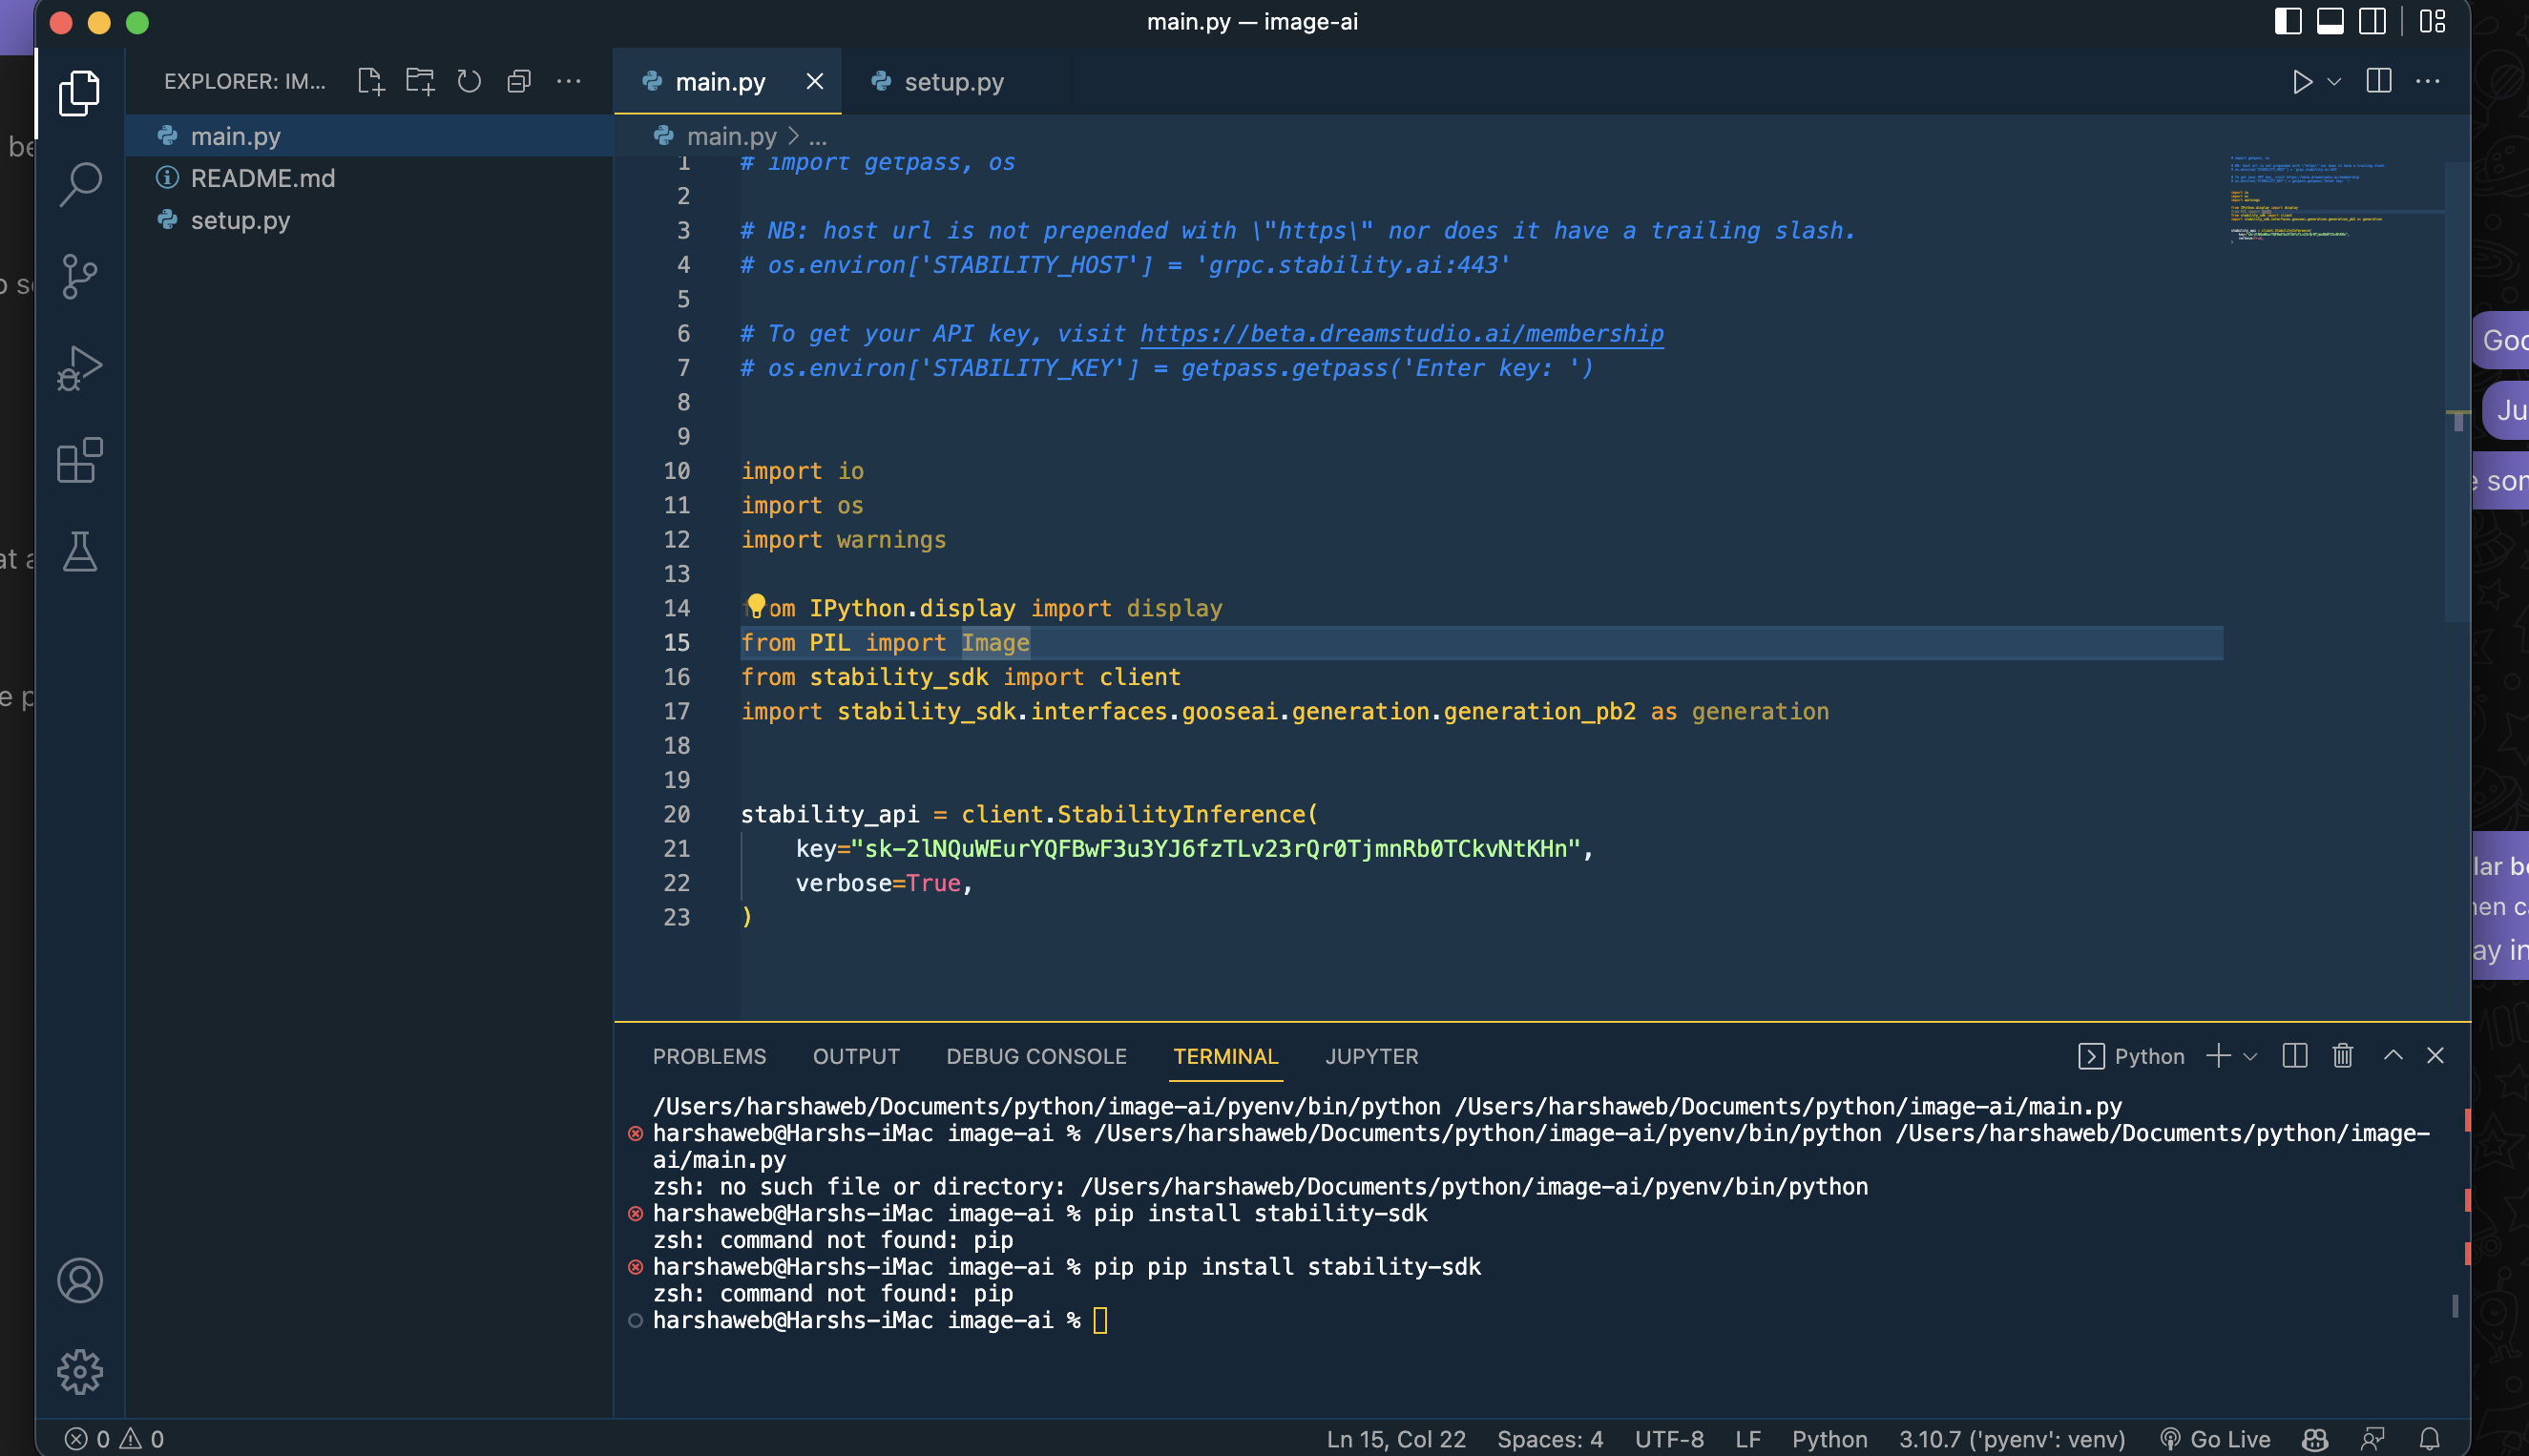 main.py — image-ai
EXPLORER: IM...
main.py
README.md
setup.py
main.py
setup.py
main.py > ...
1 # import getpass, os
2
3 # NB: host url is not prepended with \"https\" nor does it have a trailing slash.
4 # os.environ['STABILITY_HOST'] = 'grpc.stability.ai:443'
5
6 # To get your API key, visit https://beta.dreamstudio.ai/membership
7 # os.environ['STABILITY_KEY'] = getpass.getpass('Enter key: ')
8
9
10 import io
11 import os
12 import warnings
13
14 from IPython.display import display
15 from PIL import Image
16 from stability_sdk import client
17 import stability_sdk.interfaces.gooseai.generation.generation_pb2 as generation
18
19
20 stability_api = client.StabilityInference(
21 key="sk-2lNQuWEurYQFBwF3u3YJ6fzTLv23rQr0TjmnRb0TCkvNtKHn",
22 verbose=True,
23 )
PROBLEMS OUTPUT DEBUG CONSOLE TERMINAL JUPYTER
Python
/Users/harshaweb/Documents/python/image-ai/pyenv/bin/python /Users/harshaweb/Documents/python/image-ai/main.py
harshaweb@Harshs-iMac image-ai % /Users/harshaweb/Documents/python/image-ai/pyenv/bin/python /Users/harshaweb/Documents/python/image-
ai/main.py
zsh: no such file or directory: /Users/harshaweb/Documents/python/image-ai/pyenv/bin/python
harshaweb@Harshs-iMac image-ai % pip install stability-sdk
zsh: command not found: pip
harshaweb@Harshs-iMac image-ai % pip pip install stability-sdk
zsh: command not found: pip
harshaweb@Harshs-iMac image-ai %
0 0
Ln 15, Col 22 Spaces: 4 UTF-8 LF Python 3.10.7 ('pyenv': venv) Go Live